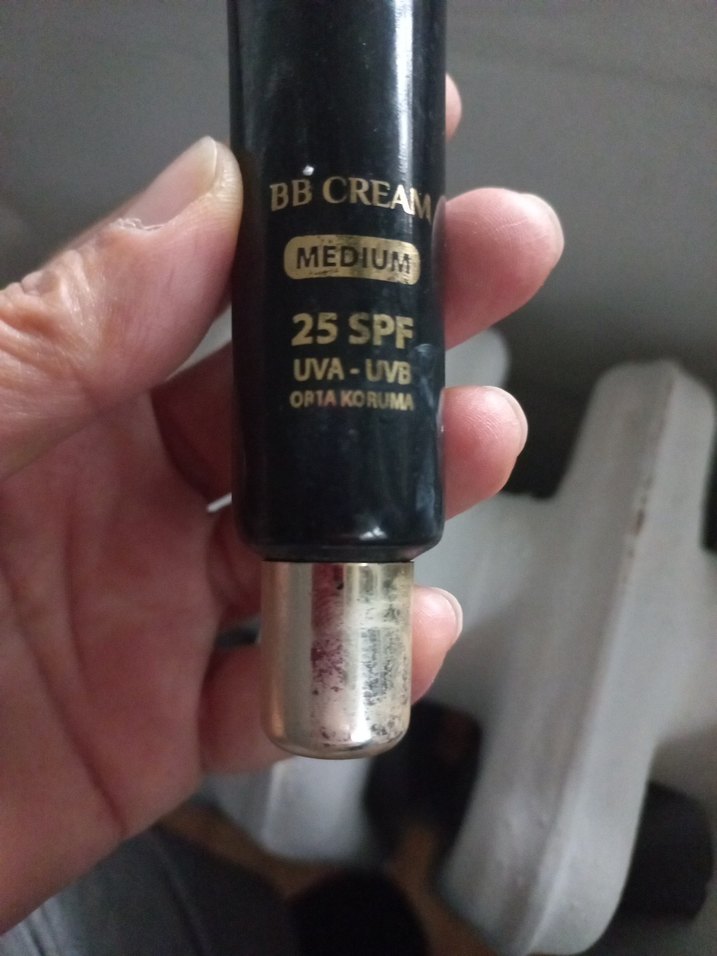 BB CREAM
MEDIUM
25 SPF
UVA - UVB
ORTA KORUMA